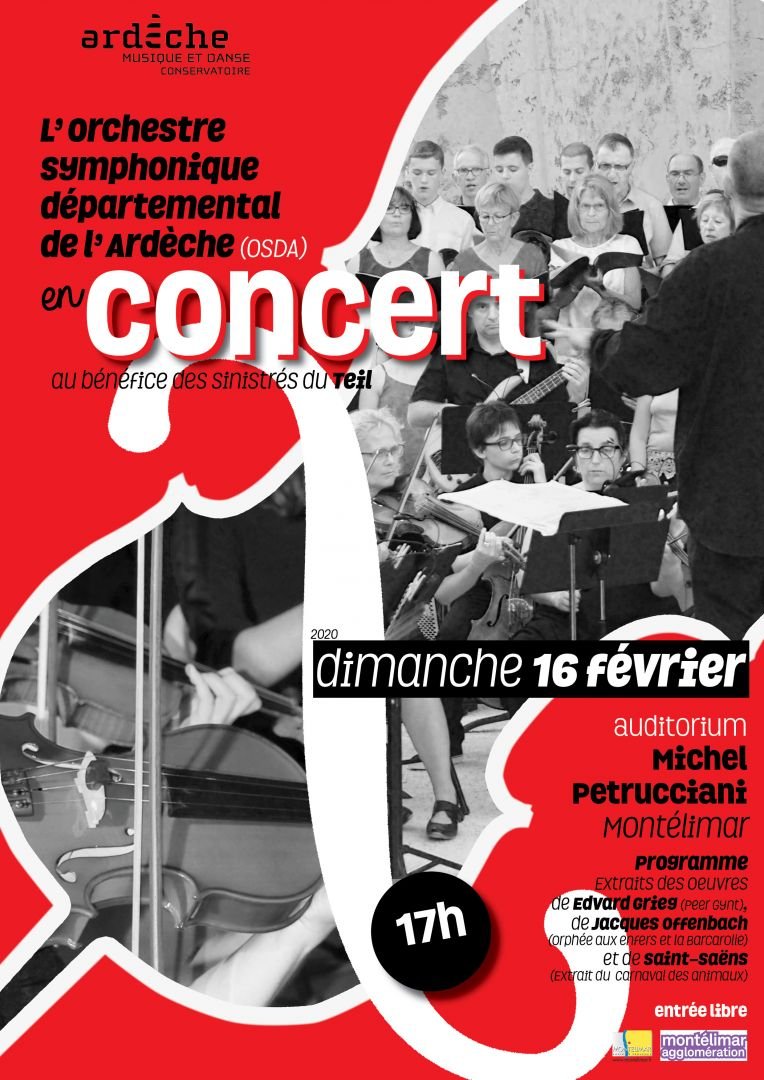 ardèche
MUSIQUE ET DANSE
CONSERVATOIRE
L'orchestre
symphonique
départemental
de l'Ardèche (OSDA)
en concert
au bénéfice des sinistrés du Teil
2020
dimanche 16 février
auditorium
Michel
Petrucciani
Montélimar
Programme
Extraits des oeuvres
de Edvard Grieg (Peer Gynt),
de Jacques Offenbach
(Orphée aux enfers et la Barcarolle)
et de Saint-Saëns
(Extrait du carnaval des animaux)
17h
entrée libre
MONTÉLIMAR
montélimar
agglomération